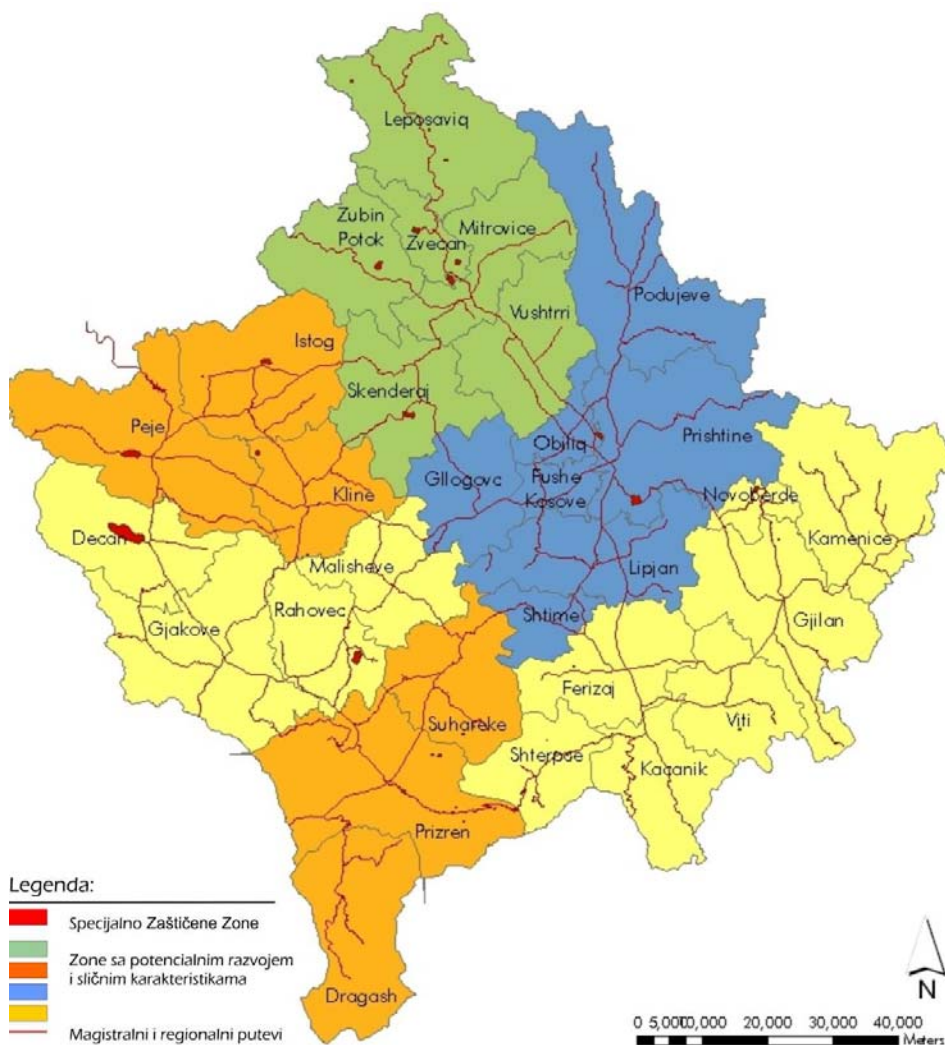 Leposaviq
Zubin
Potok
Zvecan
Mitrovice
Podujeve
Vushtrri
Istog
Skenderaj
Peje
Obiliq
Prishtine
Gllogovc
Fushe
Kosove
Kline
Novoberde
Decan
Kamenice
Malisheve
Lipjan
Rahovec
Shtime
Gjakove
Gjilan
Ferizaj
Suhareke
Viti
Shterpce
Kacanik
Prizren
Dragash
Legenda:
Specijalno Zaštičene Zone
Zone sa potencialnim razvojem
i sličnim karakteristikama
Magistralni i regionalni putevi
N
0 5,00010,000 20,000 30,000 40,000
Meters